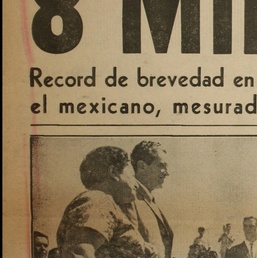 8 MI
Record de brevedad en
el mexicano, mesurad